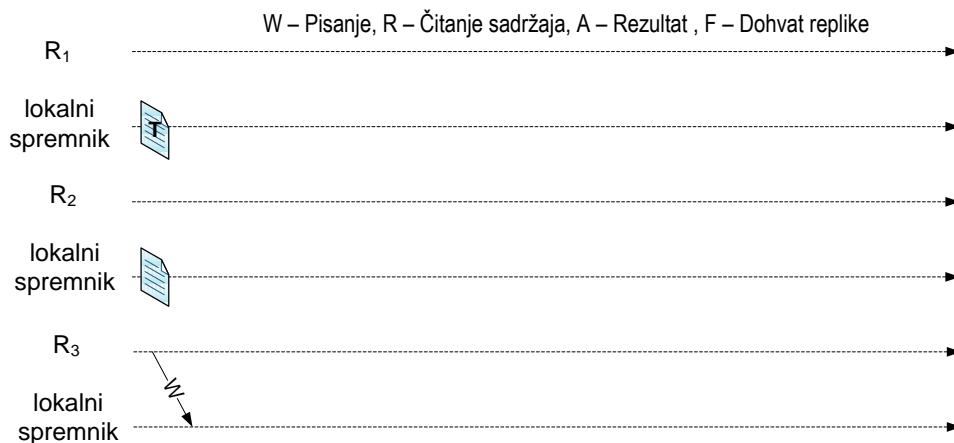 W – Pisanje, R – Čitanje sadržaja, A – Rezultat , F – Dohvat replike
R₁
lokalni
spremnik
T
R₂
lokalni
spremnik
R₃
W
lokalni
spremnik